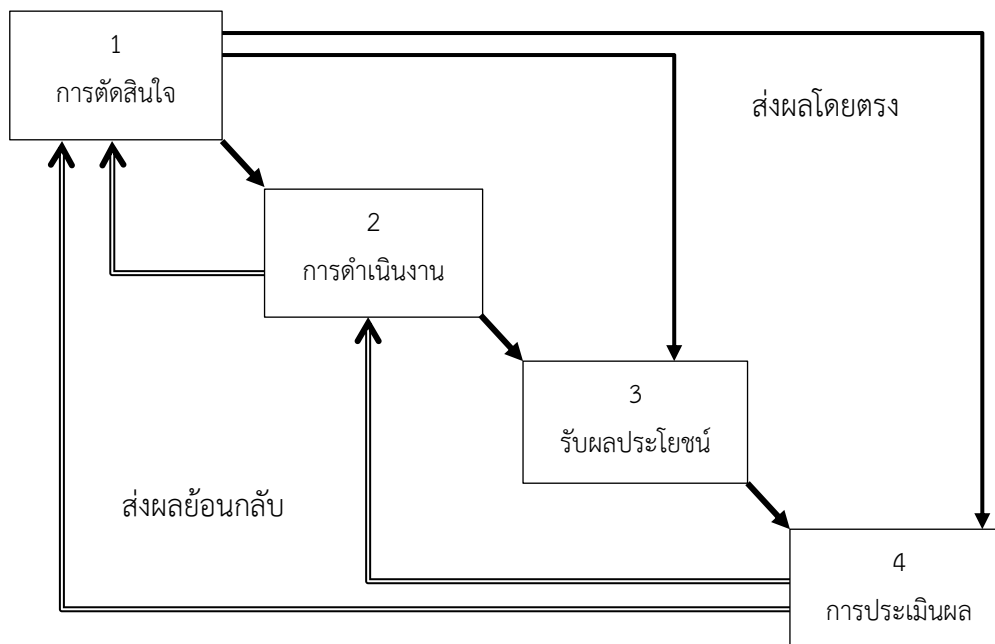 1
การตัดสินใจ
ส่งผลโดยตรง
2
การดำเนินงาน
3
รับผลประโยชน์
ส่งผลย้อนกลับ
4
การประเมินผล